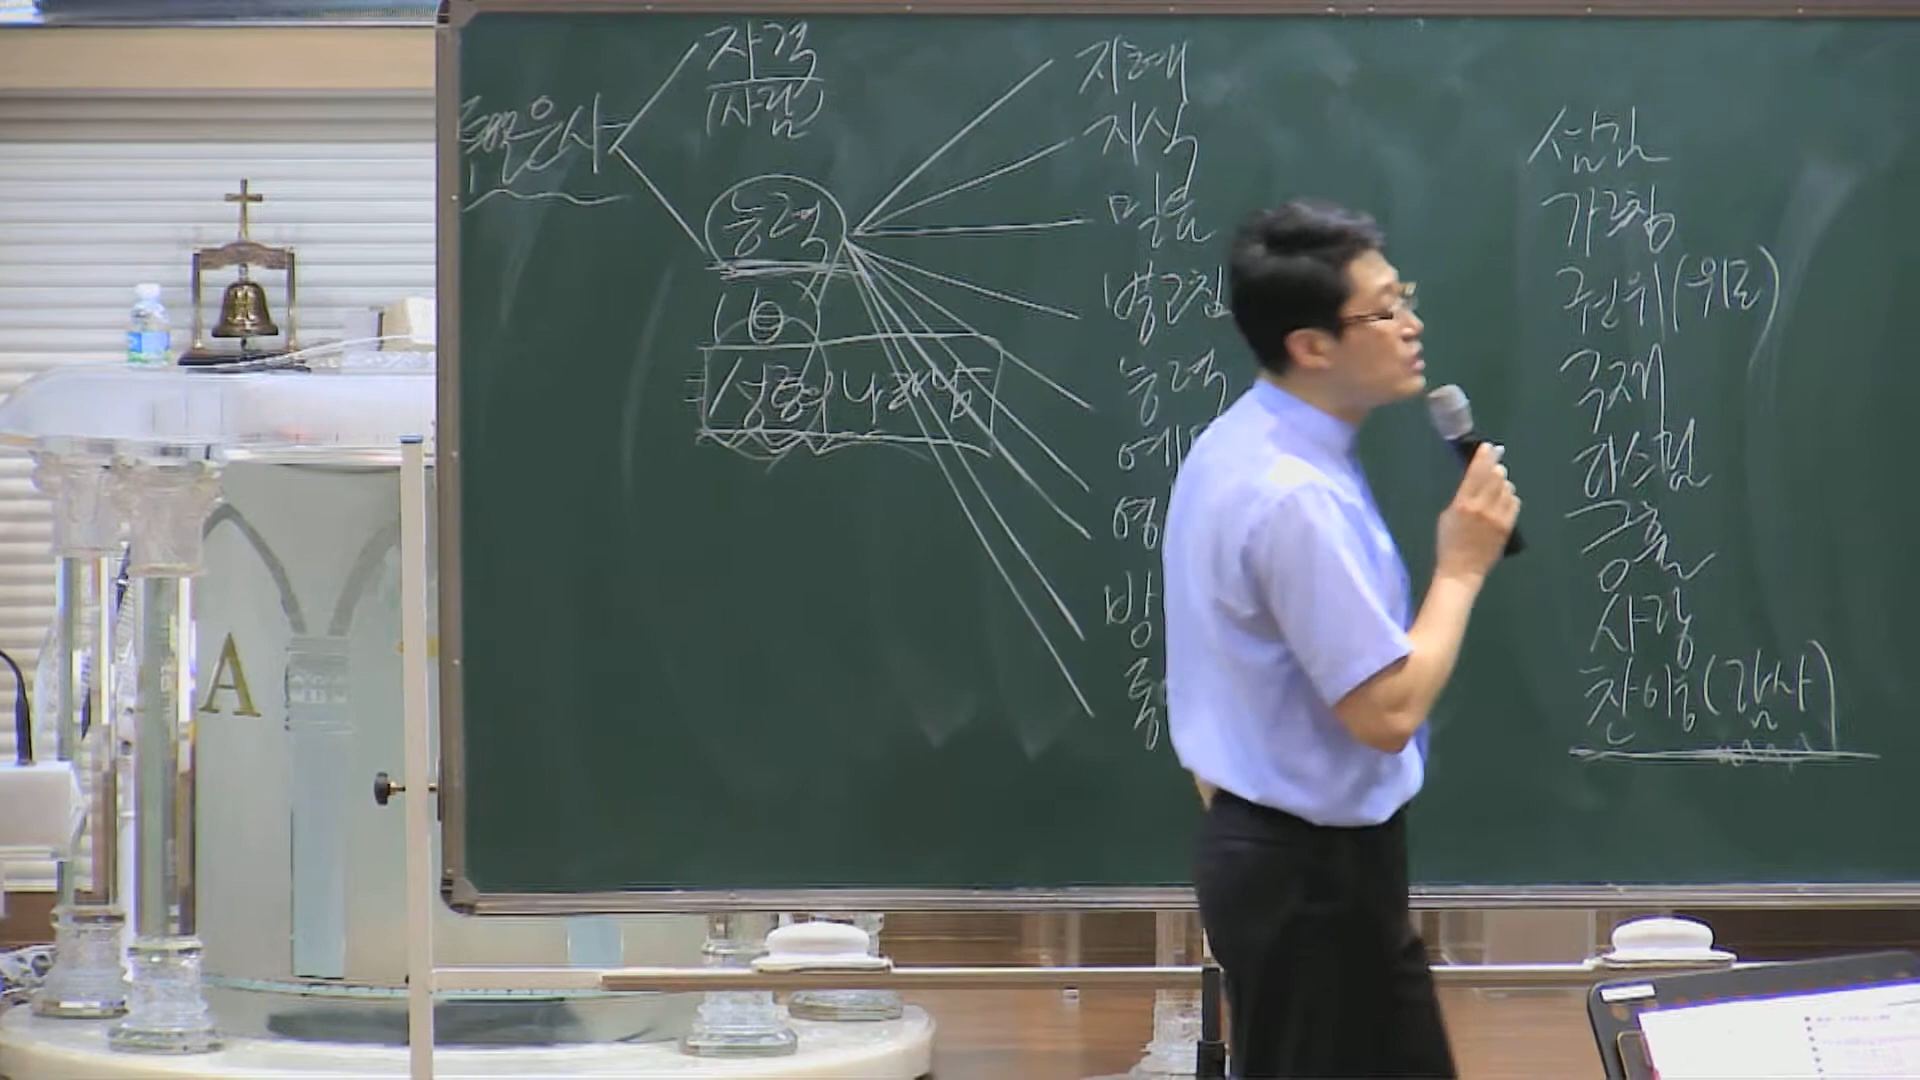 은사
자격
(사람)
능력
성령의 나타남
지혜
지식
믿음
병고침
능력
예
영
방
섬김
가르침
권위(위로)
구제
다스림
긍휼
사랑
찬양(감사)
A